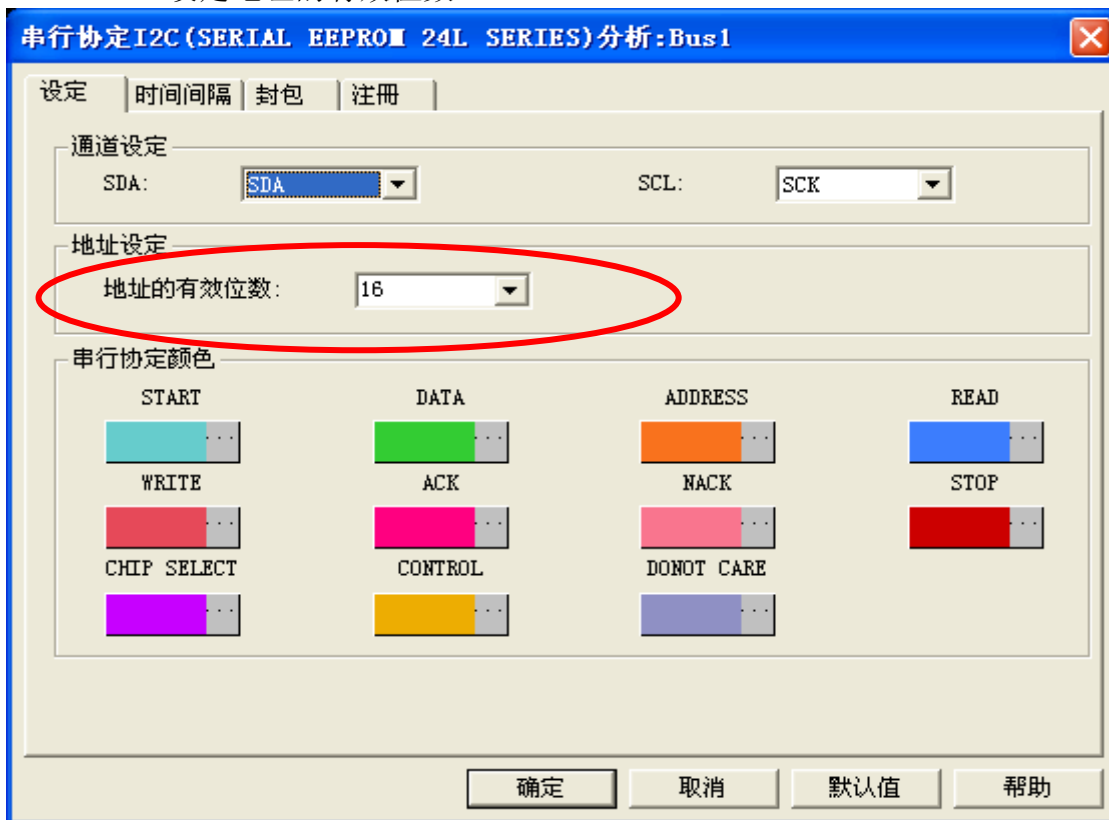 串行协定I2C(SERIAL EEPROM 24L SERIES)分析:Bus1
设定 时间间隔 封包 注册
通道设定
SDA: SDA SCL: SCK
地址设定
地址的有效位数: 16
串行协定颜色
START DATA ADDRESS READ
... ... ... ...
WRITE ACK NACK STOP
... ... ... ...
CHIP SELECT CONTROL DONOT CARE
... ... ...
确定 取消 默认值 帮助